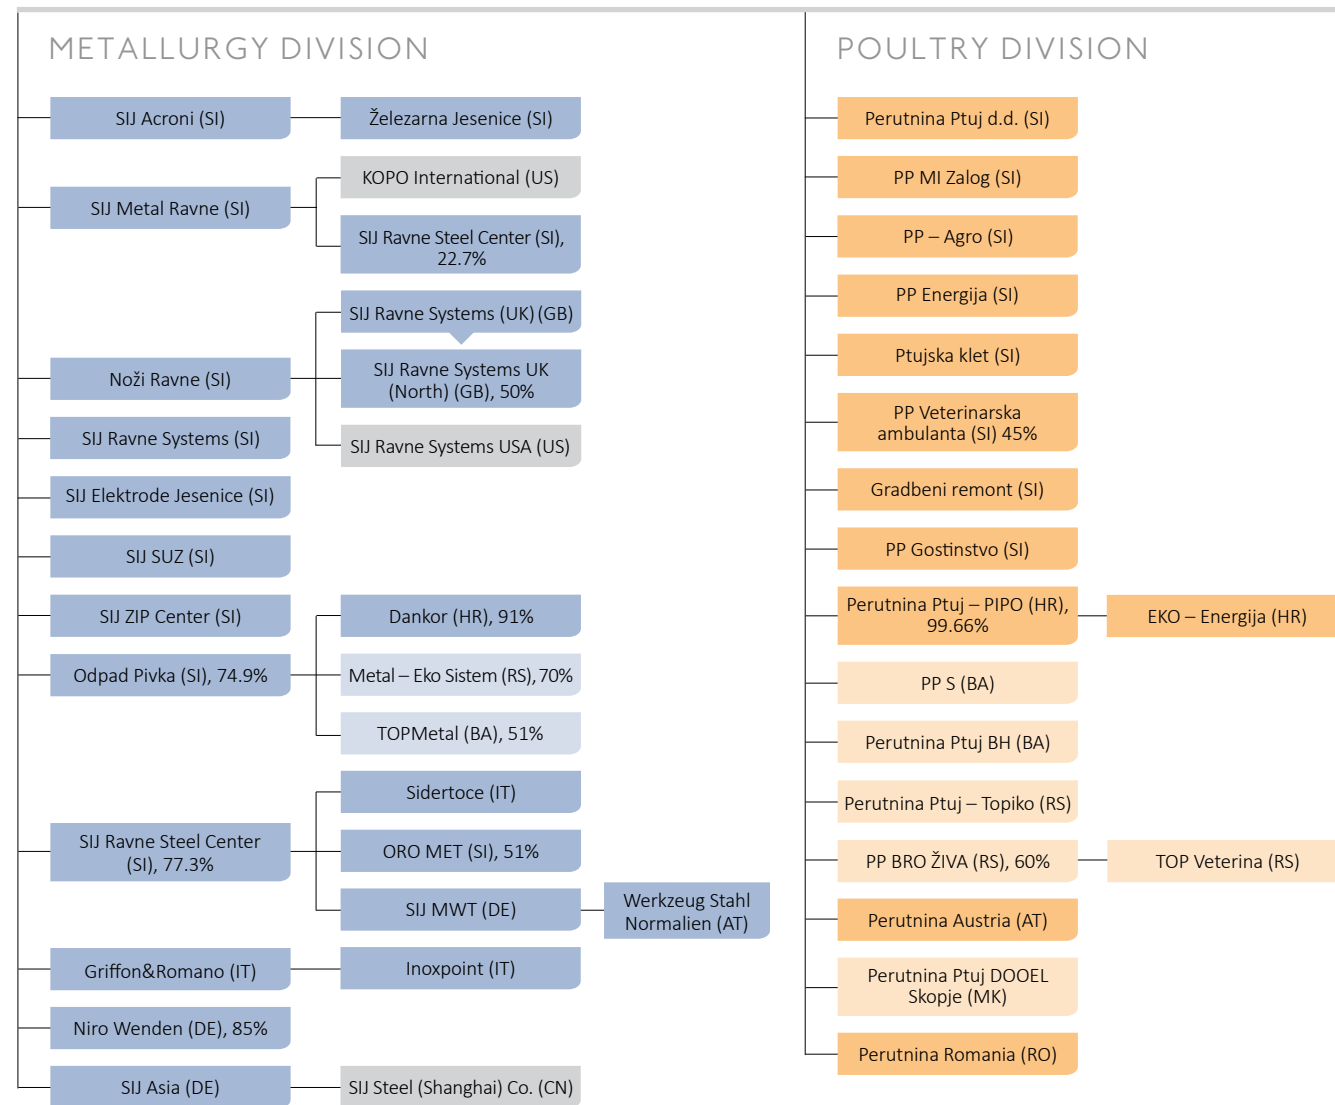 METALLURGY DIVISION
SIJ Acroni (SI)
Železarna Jesenice (SI)
SIJ Metal Ravne (SI)
KOPO International (US)
SIJ Ravne Steel Center (SI),
22.7%
Noži Ravne (SI)
SIJ Ravne Systems (UK) (GB)
SIJ Ravne Systems UK
(North) (GB), 50%
SIJ Ravne Systems USA (US)
SIJ Ravne Systems (SI)
SIJ Elektrode Jesenice (SI)
SIJ SUZ (SI)
SIJ ZIP Center (SI)
Odpad Pivka (SI), 74.9%
Dankor (HR), 91%
Metal – Eko Sistem (RS), 70%
TOPMetal (BA), 51%
SIJ Ravne Steel Center
(SI), 77.3%
Sidertoce (IT)
ORO MET (SI), 51%
SIJ MWT (DE)
Werkzeug Stahl
Normalien (AT)
Griffon&Romano (IT)
Inoxpoint (IT)
Niro Wenden (DE), 85%
SIJ Asia (DE)
SIJ Steel (Shanghai) Co. (CN)
POULTRY DIVISION
Perutnina Ptuj d.d. (SI)
PP MI Zalog (SI)
PP – Agro (SI)
PP Energija (SI)
Ptujska klet (SI)
PP Veterinarska
ambulanta (SI) 45%
Gradbeni remont (SI)
PP Gostinstvo (SI)
Perutnina Ptuj – PIPO (HR),
99.66%
EKO – Energija (HR)
PP S (BA)
Perutnina Ptuj BH (BA)
Perutnina Ptuj – Topiko (RS)
PP BRO ŽIVA (RS), 60%
TOP Veterina (RS)
Perutnina Austria (AT)
Perutnina Ptuj DOOEL
Skopje (MK)
Perutnina Romania (RO)